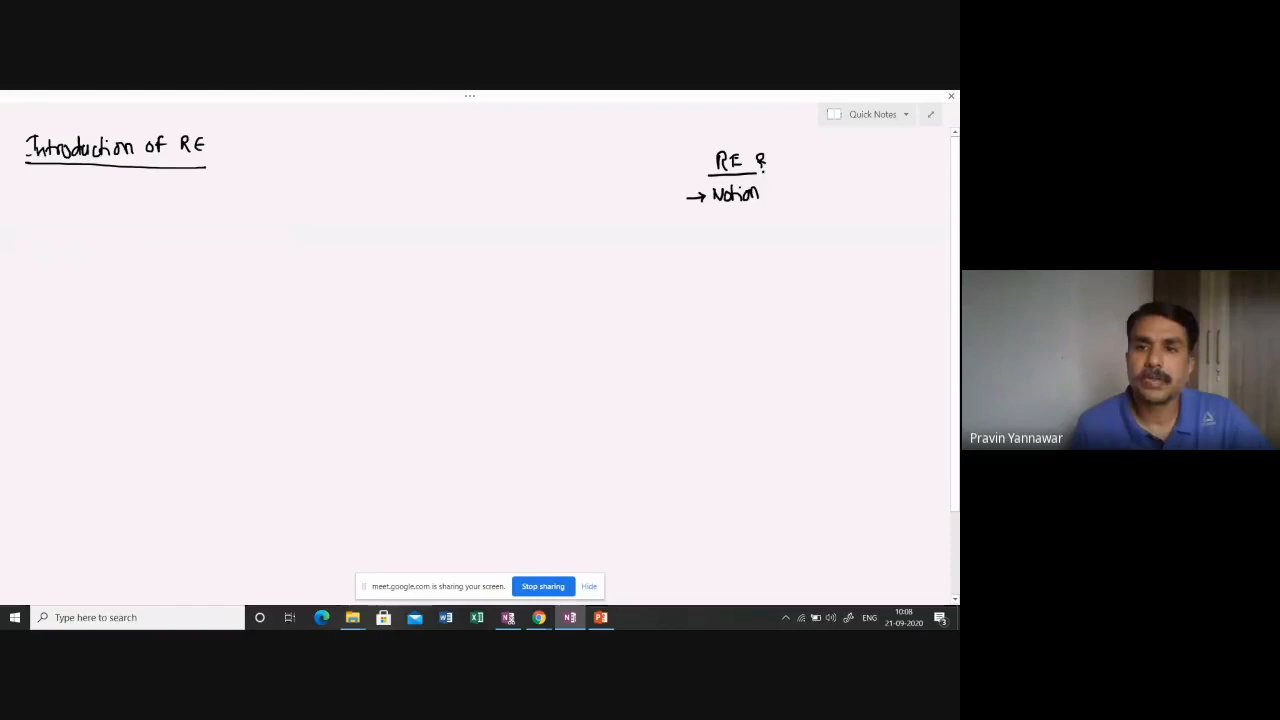 Quick Notes
Introduction of RE
RE ?
→ Notion
Pravin Yannawar
meet.google.com is sharing your screen.
Stop sharing
Hide
Type here to search
ENG
10:08
21-09-2020
3